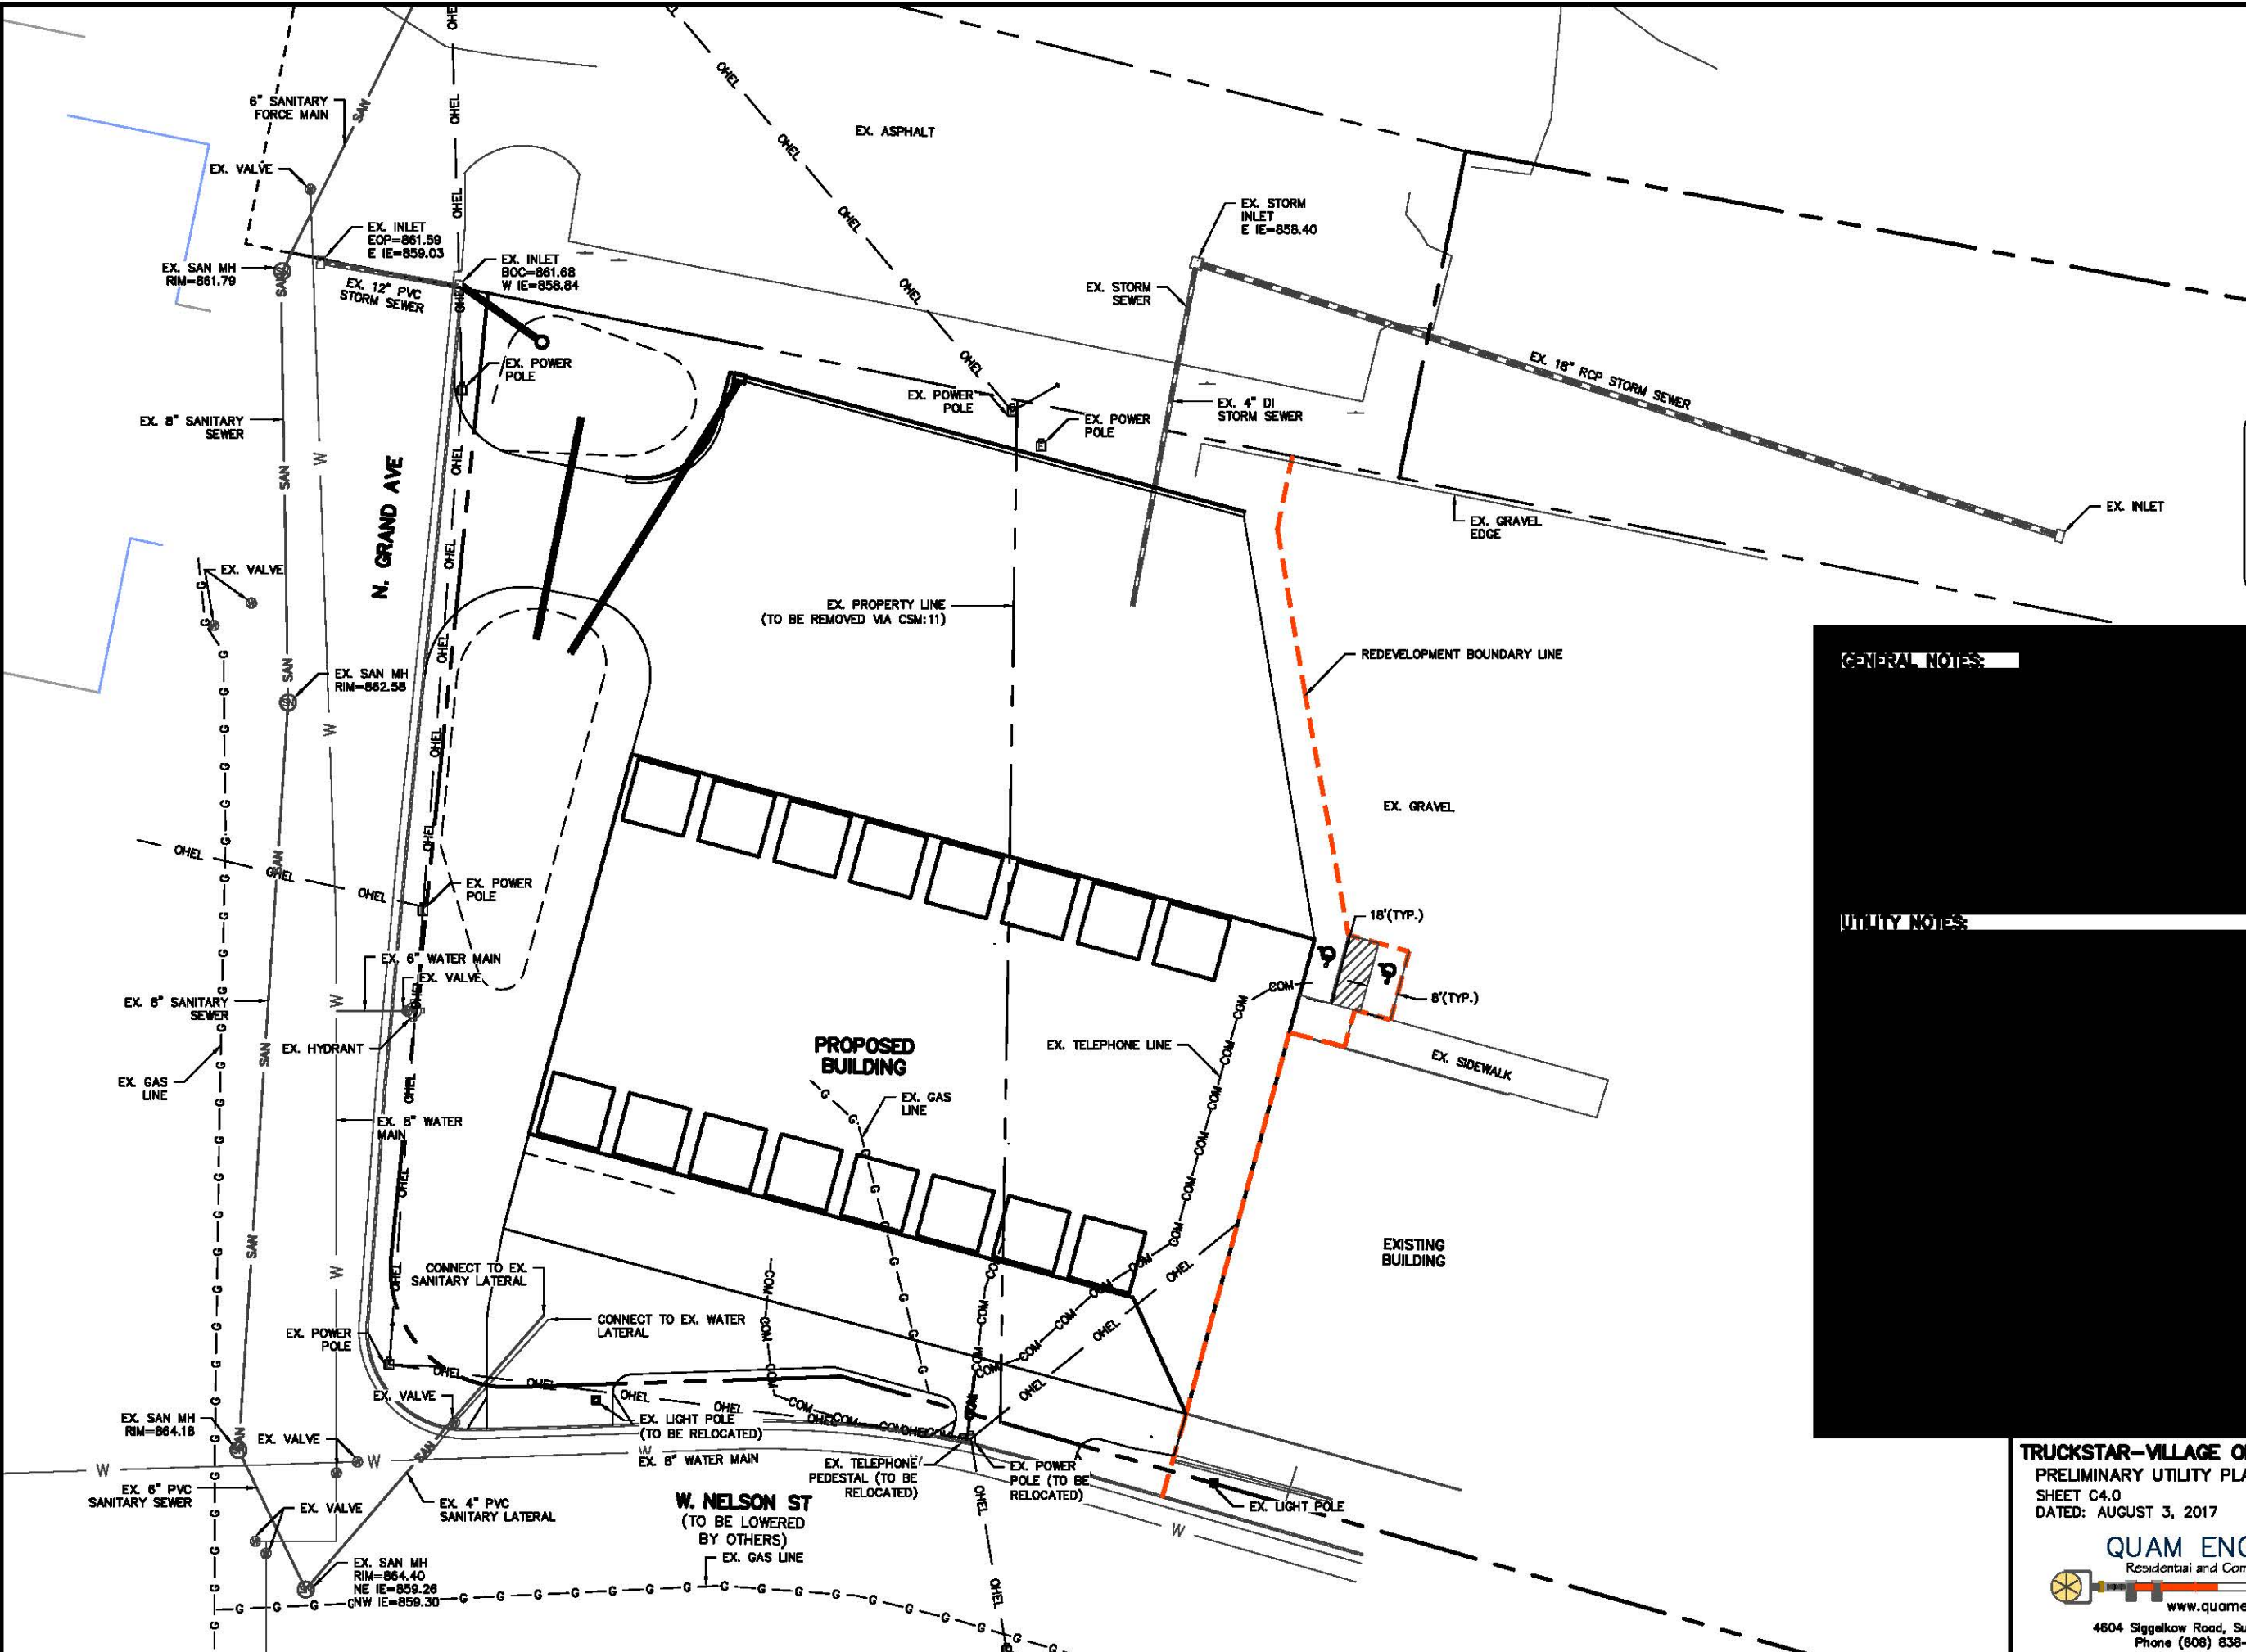 6" SANITARY
FORCE MAIN
SAN
OHEL
OHEL
EX. ASPHALT
EX. VALVE
EX. INLET
EOP=861.59
E IE=859.03
EX. SAN MH
RIM=861.79
EX. 12" PVC
STORM SEWER
EX. INLET
BOC=861.68
W IE=858.84
EX. STORM
INLET
E IE=858.40
EX. STORM
SEWER
EX. POWER
POLE
EX. POWER
POLE
EX. POWER
POLE
EX. 4" DI
STORM SEWER
EX. 18" RCP STORM SEWER
EX. 8" SANITARY
SEWER
N. GRAND AVE
EX. GRAVEL
EDGE
EX. INLET
EX. VALVE
EX. PROPERTY LINE
(TO BE REMOVED VIA CSM:11)
REDEVELOPMENT BOUNDARY LINE
GENERAL NOTES:
EX. SAN MH
RIM=862.58
EX. GRAVEL
OHEL
OHEL
EX. POWER
POLE
18'(TYP.)
UTILITY NOTES:
EX. 6" WATER MAIN
EX. VALVE
COM
8'(TYP.)
EX. 8" SANITARY
SEWER
EX. HYDRANT
PROPOSED
BUILDING
EX. TELEPHONE LINE
EX. SIDEWALK
EX. GAS
LINE
EX. GAS
LINE
EX. 8" WATER
MAIN
EXISTING
BUILDING
CONNECT TO EX.
SANITARY LATERAL
CONNECT TO EX. WATER
LATERAL
EX. POWER
POLE
EX. VALVE
EX. LIGHT POLE
(TO BE RELOCATED)
EX. SAN MH
RIM=864.18
EX. VALVE
W
W
EX. 8" WATER MAIN
EX. TELEPHONE
PEDESTAL (TO BE
RELOCATED)
EX. POWER
POLE (TO BE
RELOCATED)
EX. LIGHT POLE
EX. 6" PVC
SANITARY SEWER
EX. VALVE
EX. 4" PVC
SANITARY LATERAL
W. NELSON ST
(TO BE LOWERED
BY OTHERS)
EX. GAS LINE
EX. SAN MH
RIM=864.40
NE IE=859.26
NW IE=859.30
TRUCKSTAR-VILLAGE O
PRELIMINARY UTILITY PLA
SHEET C4.0
DATED: AUGUST 3, 2017
QUAM ENG
Residential and Com
www.quame
4604 Siggelkow Road, Su
Phone (608) 838-